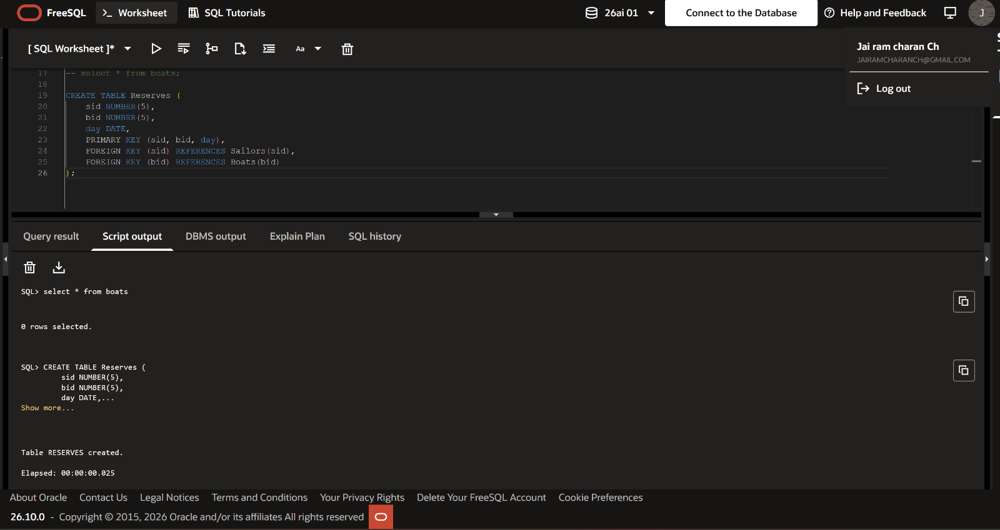 FreeSQL
>_ Worksheet
SQL Tutorials
26ai 01
Connect to the Database
Help and Feedback
J
[ SQL Worksheet ]*
Aa
Jai ram charan Ch
JAIRAMCHARANCH@GMAIL.COM
Log out
17 -- select * from boats;
18
19 CREATE TABLE Reserves (
20 sid NUMBER(5),
21 bid NUMBER(5),
22 day DATE,
23 PRIMARY KEY (sid, bid, day),
24 FOREIGN KEY (sid) REFERENCES Sailors(sid),
25 FOREIGN KEY (bid) REFERENCES Boats(bid)
26 );
Query result
Script output
DBMS output
Explain Plan
SQL history
SQL> select * from boats
0 rows selected.
SQL> CREATE TABLE Reserves (
sid NUMBER(5),
bid NUMBER(5),
day DATE,...
Show more...
Table RESERVES created.
Elapsed: 00:00:00.025
About Oracle
Contact Us
Legal Notices
Terms and Conditions
Your Privacy Rights
Delete Your FreeSQL Account
Cookie Preferences
26.10.0 - Copyright © 2015, 2026 Oracle and/or its affiliates All rights reserved